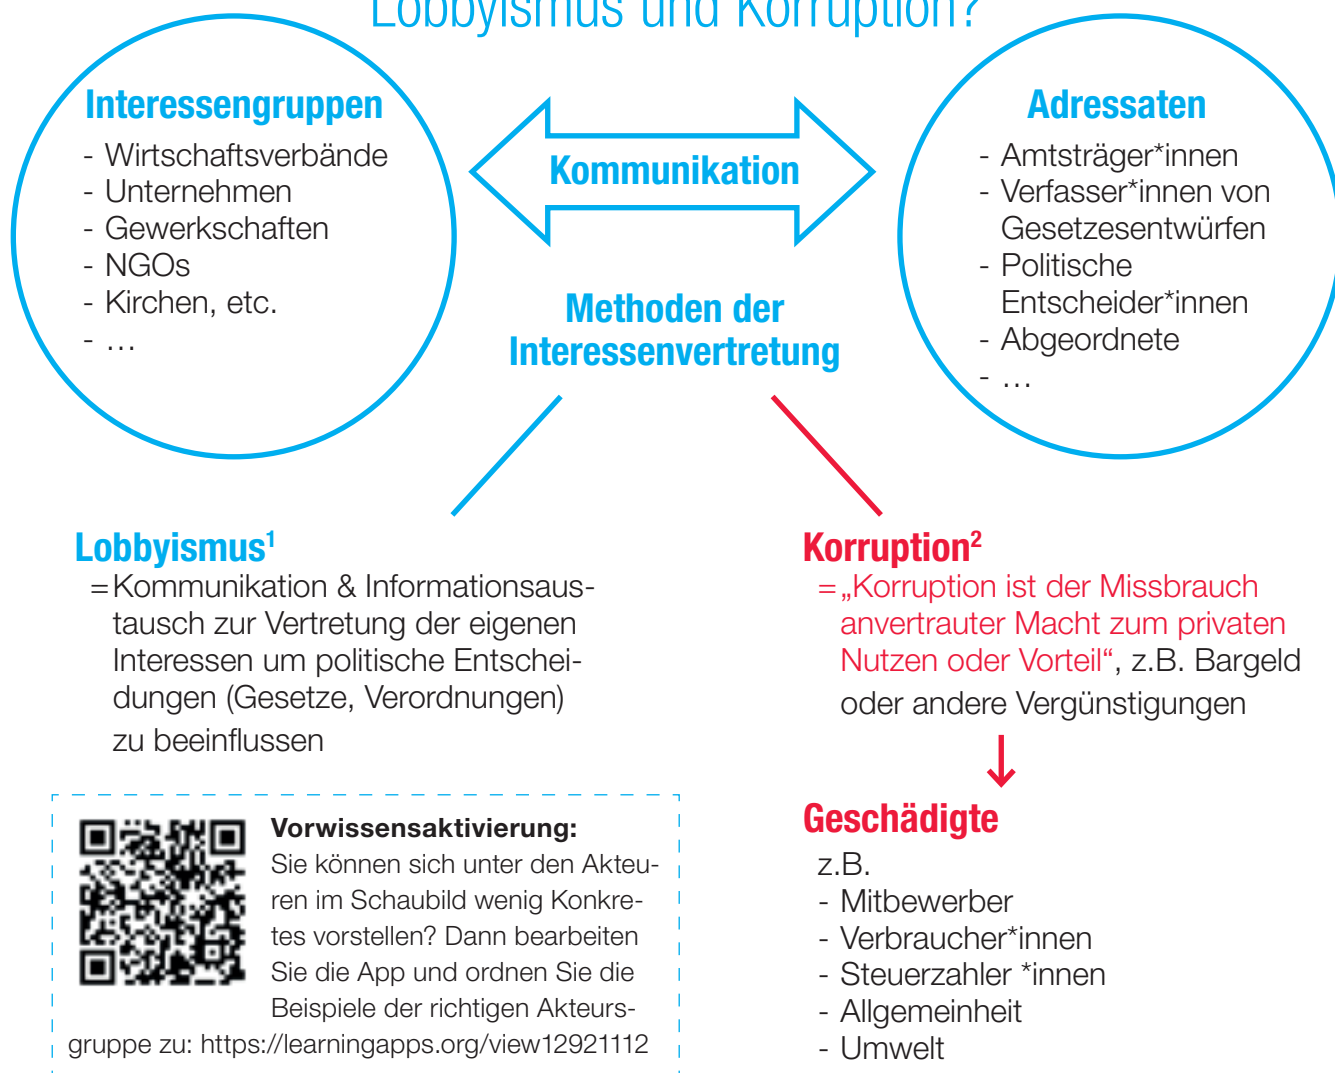 Lobbyismus und Korruption?
Interessengruppen
- Wirtschaftsverbände
- Unternehmen
- Gewerkschaften
- NGOs
- Kirchen, etc.
- …
Kommunikation
Adressaten
- Amtsträger*innen
- Verfasser*innen von
Gesetzesentwürfen
- Politische
Entscheider*innen
- Abgeordnete
- …
Methoden der
Interessenvertretung
Lobbyismus¹
= Kommunikation & Informationsaus-
tausch zur Vertretung der eigenen
Interessen um politische Entschei-
dungen (Gesetze, Verordnungen)
zu beeinflussen
Korruption²
= „Korruption ist der Missbrauch
anvertrauter Macht zum privaten
Nutzen oder Vorteil“, z.B. Bargeld
oder andere Vergünstigungen
Geschädigte
z.B.
- Mitbewerber
- Verbraucher*innen
- Steuerzahler *innen
- Allgemeinheit
- Umwelt
Vorwissensaktivierung:
Sie können sich unter den Akteu-
ren im Schaubild wenig Konkre-
tes vorstellen? Dann bearbeiten
Sie die App und ordnen Sie die
Beispiele der richtigen Akteurs-
gruppe zu: https://learningapps.org/view12921112